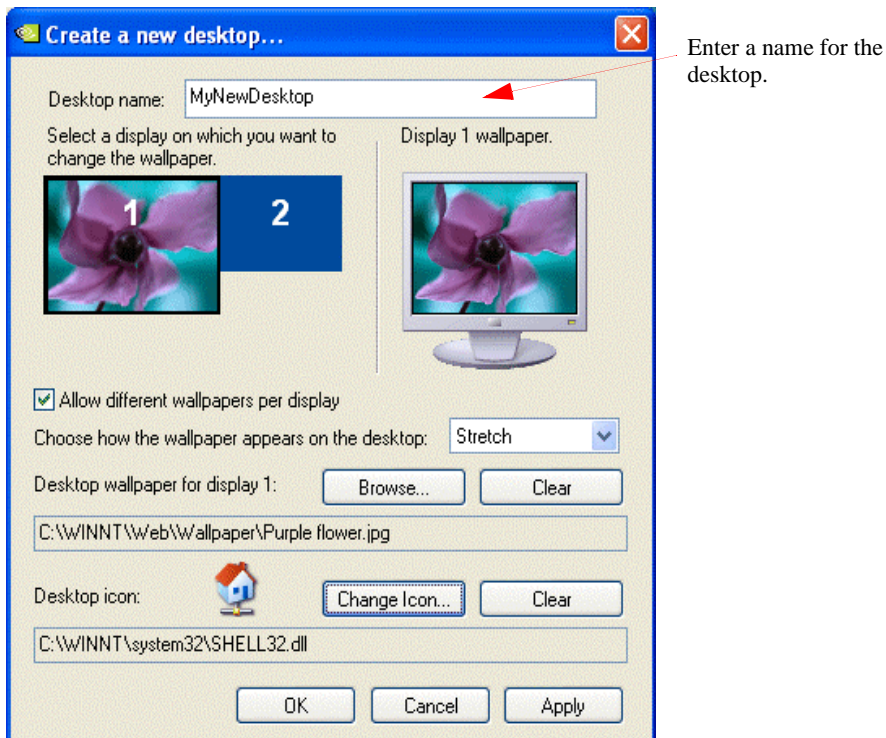 Create a new desktop...
Enter a name for the
desktop.
Desktop name:
MyNewDesktop
Select a display on which you want to
change the wallpaper.
Display 1 wallpaper.
1
2
Allow different wallpapers per display
Choose how the wallpaper appears on the desktop:
Stretch
Desktop wallpaper for display 1:
Browse...
Clear
C:\WINNT\Web\Wallpaper\Purple flower.jpg
Desktop icon:
Change Icon...
Clear
C:\WINNT\system32\SHELL32.dll
OK
Cancel
Apply